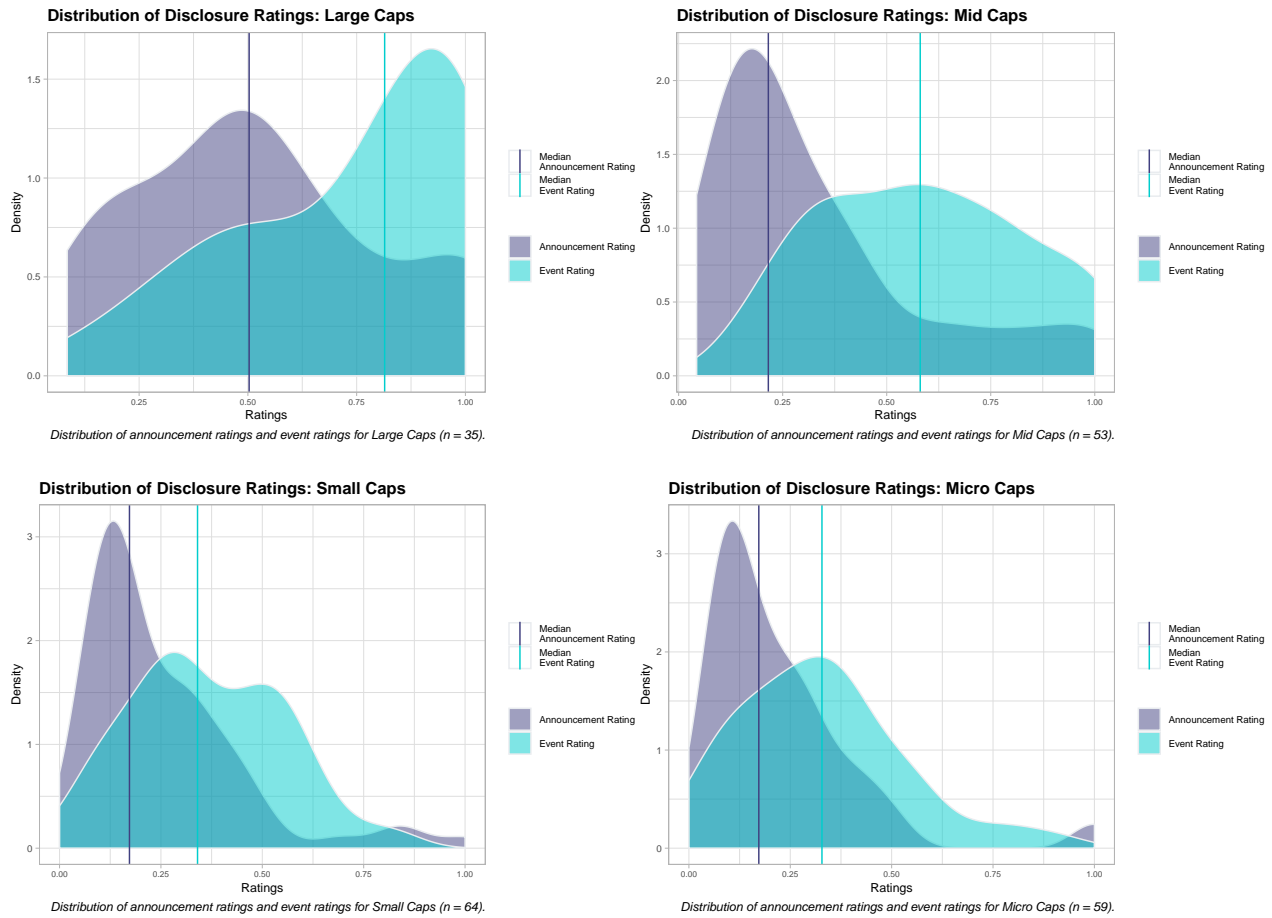 Distribution of Disclosure Ratings: Large Caps
Density
1.5
1.0
0.5
0.0
0.25
0.50
0.75
1.00
Ratings
Median
Announcement Rating
Median
Event Rating
Announcement Rating
Event Rating
Distribution of announcement ratings and event ratings for Large Caps (n = 35).
Distribution of Disclosure Ratings: Mid Caps
Density
2.0
1.5
1.0
0.5
0.0
0.00
0.25
0.50
0.75
1.00
Ratings
Median
Announcement Rating
Median
Event Rating
Announcement Rating
Event Rating
Distribution of announcement ratings and event ratings for Mid Caps (n = 53).
Distribution of Disclosure Ratings: Small Caps
Density
3
2
1
0
0.00
0.25
0.50
0.75
1.00
Ratings
Median
Announcement Rating
Median
Event Rating
Announcement Rating
Event Rating
Distribution of announcement ratings and event ratings for Small Caps (n = 64).
Distribution of Disclosure Ratings: Micro Caps
Density
3
2
1
0
0.00
0.25
0.50
0.75
1.00
Ratings
Median
Announcement Rating
Median
Event Rating
Announcement Rating
Event Rating
Distribution of announcement ratings and event ratings for Micro Caps (n = 59).